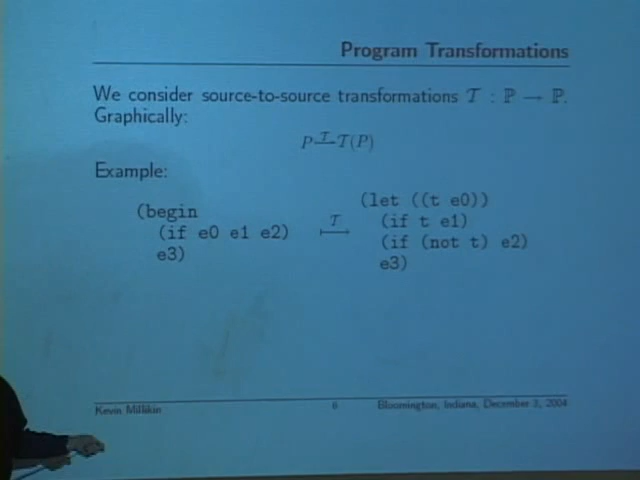 Program Transformations
We consider source-to-source transformations 𝒯 : ℙ → ℙ.
Graphically:
P 𝒯↦ 𝒯(P)
Example:
(begin
(if e0 e1 e2)
e3)
𝒯
↦
(let ((t e0))
(if t e1)
(if (not t) e2)
e3)
Kevin Millikin 6 Bloomington, Indiana, December 3, 2004